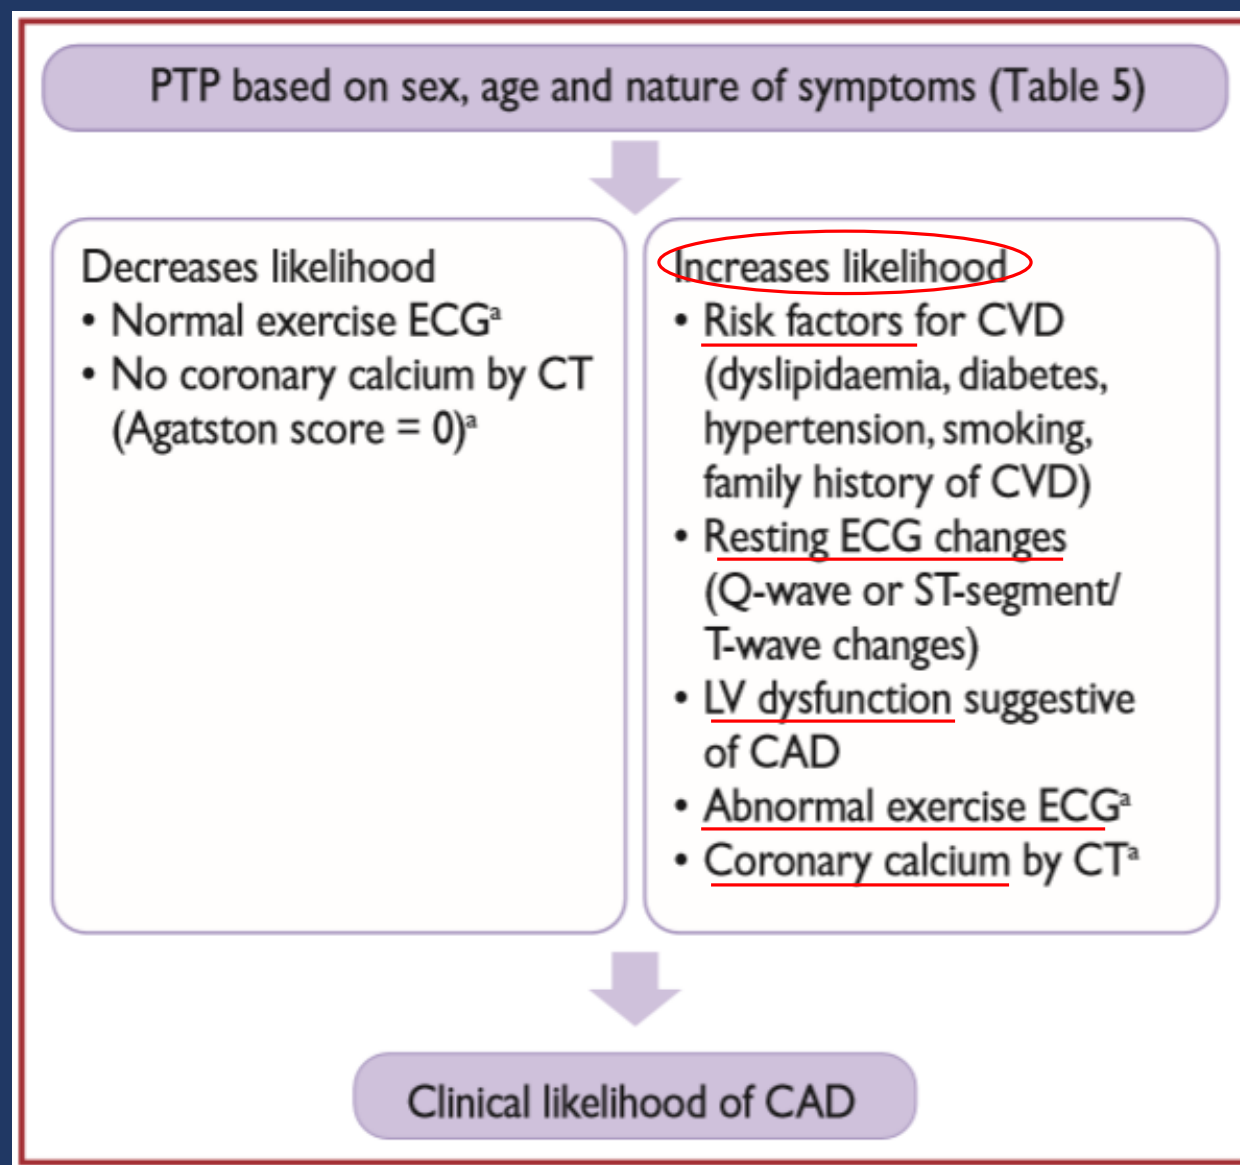 PTP based on sex, age and nature of symptoms (Table 5)
Decreases likelihood
• Normal exercise ECGᵃ
• No coronary calcium by CT
(Agatston score = 0)ᵃ
Increases likelihood
• Risk factors for CVD
(dyslipidaemia, diabetes,
hypertension, smoking,
family history of CVD)
• Resting ECG changes
(Q-wave or ST-segment/
T-wave changes)
• LV dysfunction suggestive
of CAD
• Abnormal exercise ECGᵃ
• Coronary calcium by CTᵃ
Clinical likelihood of CAD